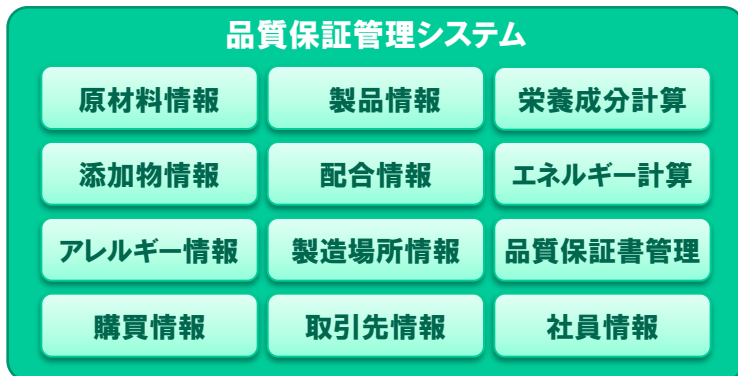 品質保証管理システム
原材料情報
製品情報
栄養成分計算
添加物情報
配合情報
エネルギー計算
アレルギー情報
製造場所情報
品質保証書管理
購買情報
取引先情報
社員情報